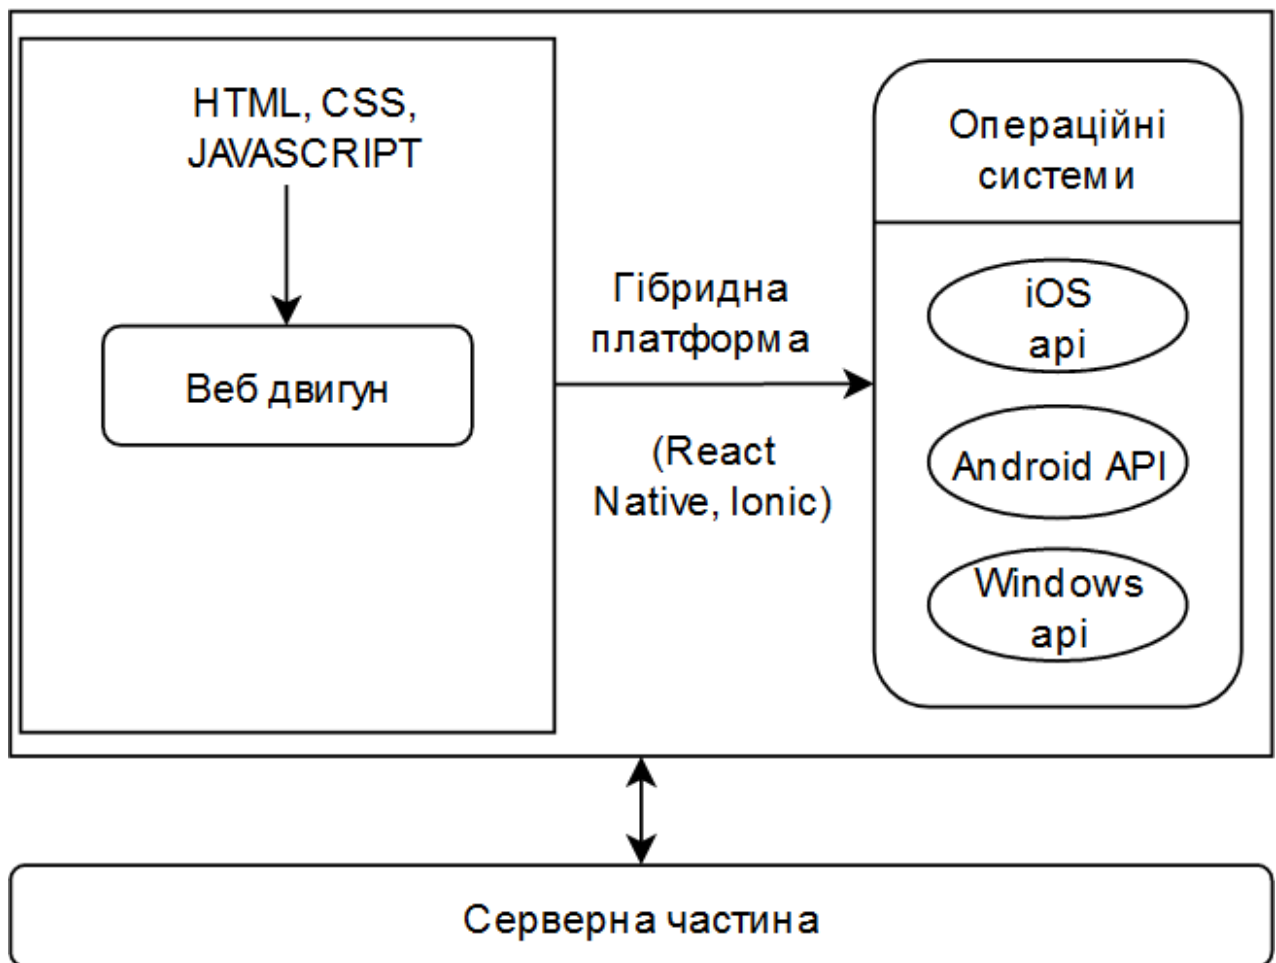 HTML, CSS,
JAVASCRIPT
Веб двигун
Гібридна
платформа
(React
Native, Ionic)
Операційні
системи
iOS
api
Android API
Windows
api
Серверна частина